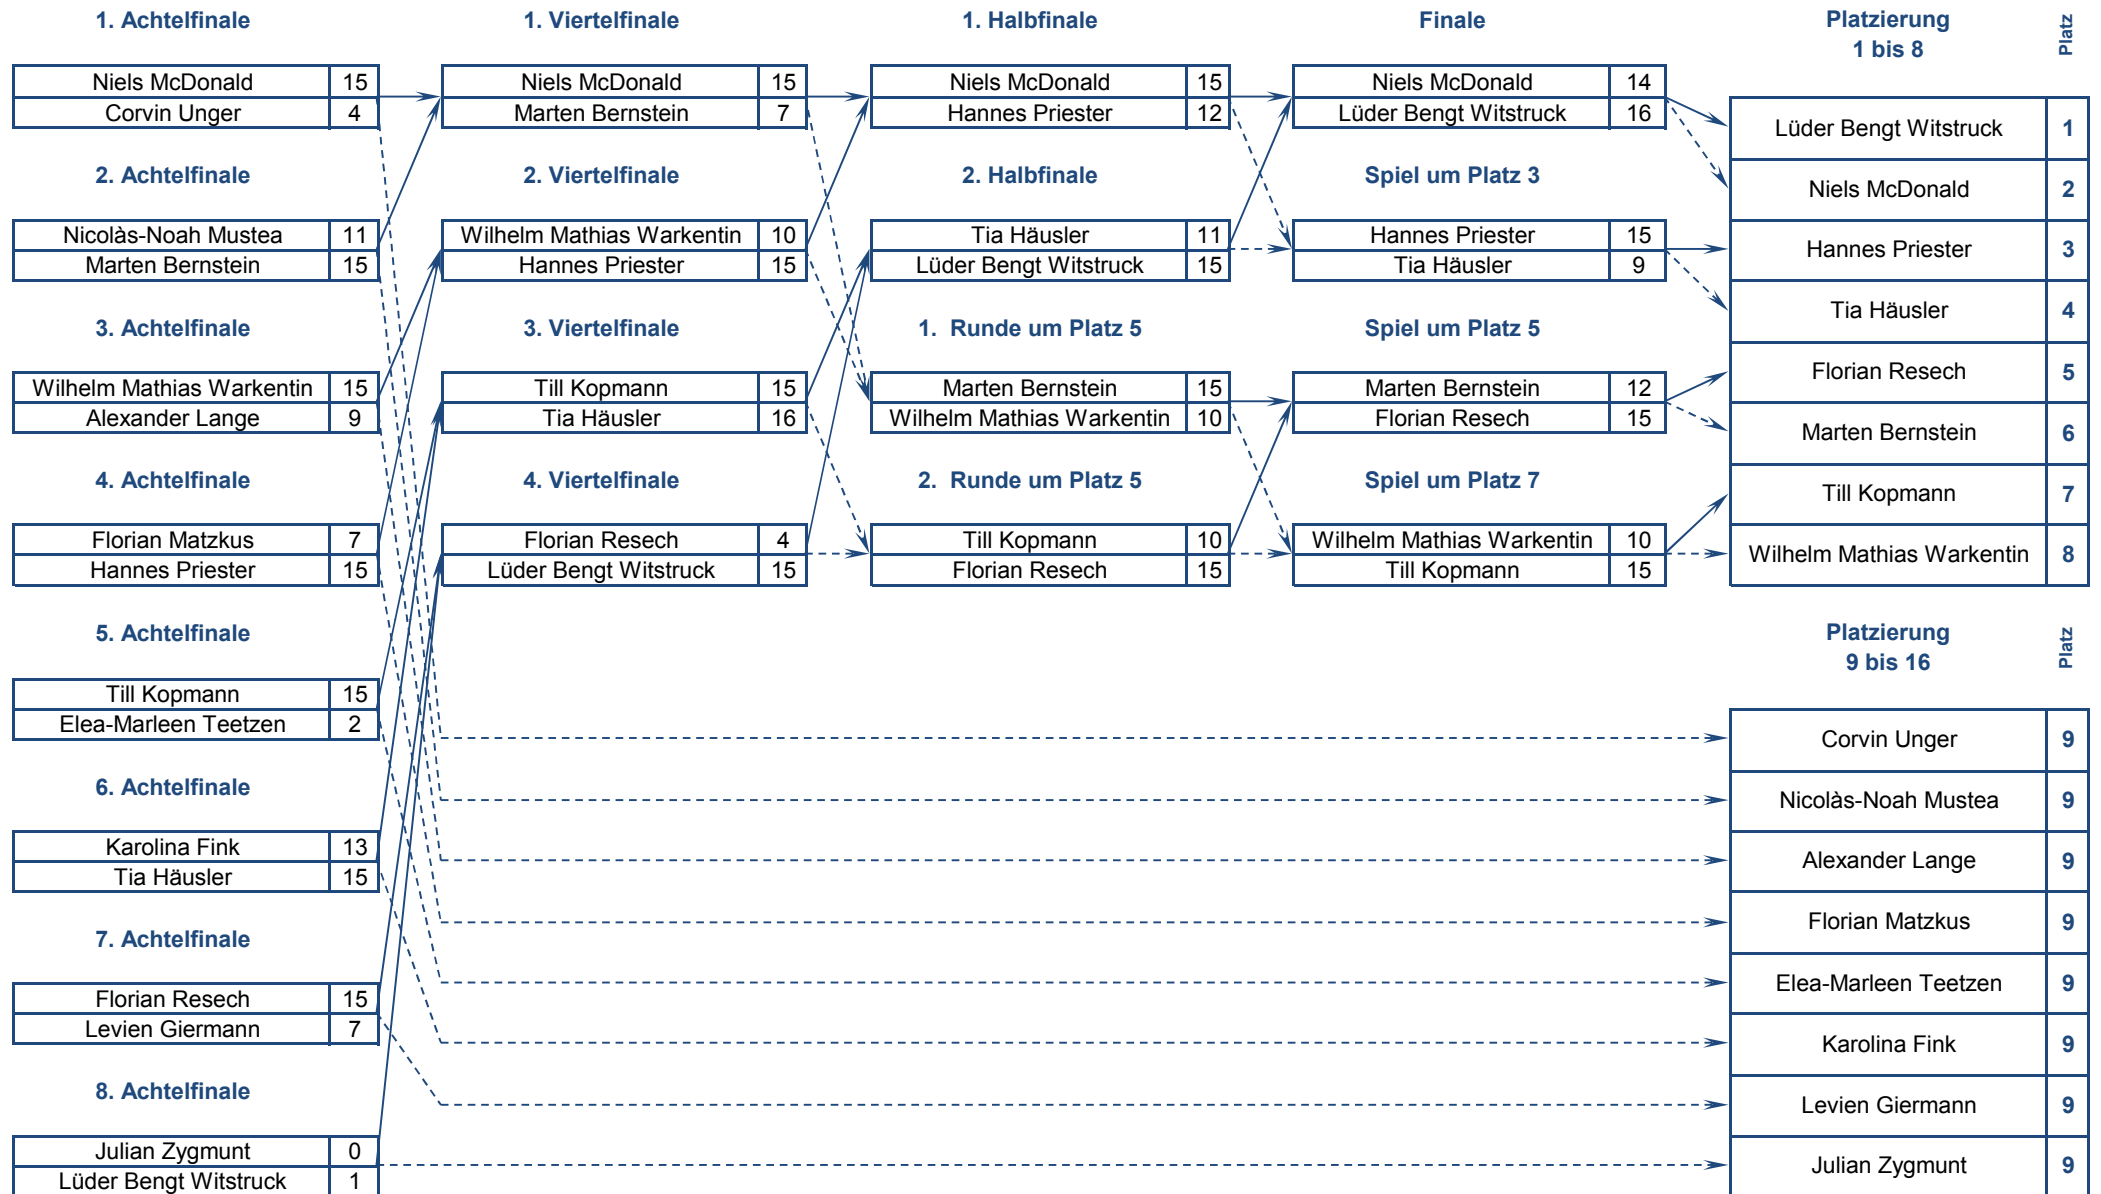 1. Achtelfinale
Niels McDonald 15
Corvin Unger 4
2. Achtelfinale
Nicolàs-Noah Mustea 11
Marten Bernstein 15
3. Achtelfinale
Wilhelm Mathias Warkentin 15
Alexander Lange 9
4. Achtelfinale
Florian Matzkus 7
Hannes Priester 15
5. Achtelfinale
Till Kopmann 15
Elea-Marleen Teetzen 2
6. Achtelfinale
Karolina Fink 13
Tia Häusler 15
7. Achtelfinale
Florian Resech 15
Levien Giermann 7
8. Achtelfinale
Julian Zygmunt 0
Lüder Bengt Witstruck 1
1. Viertelfinale
Niels McDonald 15
Marten Bernstein 7
2. Viertelfinale
Wilhelm Mathias Warkentin 10
Hannes Priester 15
3. Viertelfinale
Till Kopmann 15
Tia Häusler 16
4. Viertelfinale
Florian Resech 4
Lüder Bengt Witstruck 15
1. Halbfinale
Niels McDonald 15
Hannes Priester 12
2. Halbfinale
Tia Häusler 11
Lüder Bengt Witstruck 15
1. Runde um Platz 5
Marten Bernstein 15
Wilhelm Mathias Warkentin 10
2. Runde um Platz 5
Till Kopmann 10
Florian Resech 15
Finale
Niels McDonald 14
Lüder Bengt Witstruck 16
Spiel um Platz 3
Hannes Priester 15
Tia Häusler 9
Spiel um Platz 5
Marten Bernstein 12
Florian Resech 15
Spiel um Platz 7
Wilhelm Mathias Warkentin 10
Till Kopmann 15
Platzierung
1 bis 8
Platz
Lüder Bengt Witstruck 1
Niels McDonald 2
Hannes Priester 3
Tia Häusler 4
Florian Resech 5
Marten Bernstein 6
Till Kopmann 7
Wilhelm Mathias Warkentin 8
Platzierung
9 bis 16
Platz
Corvin Unger 9
Nicolàs-Noah Mustea 9
Alexander Lange 9
Florian Matzkus 9
Elea-Marleen Teetzen 9
Karolina Fink 9
Levien Giermann 9
Julian Zygmunt 9